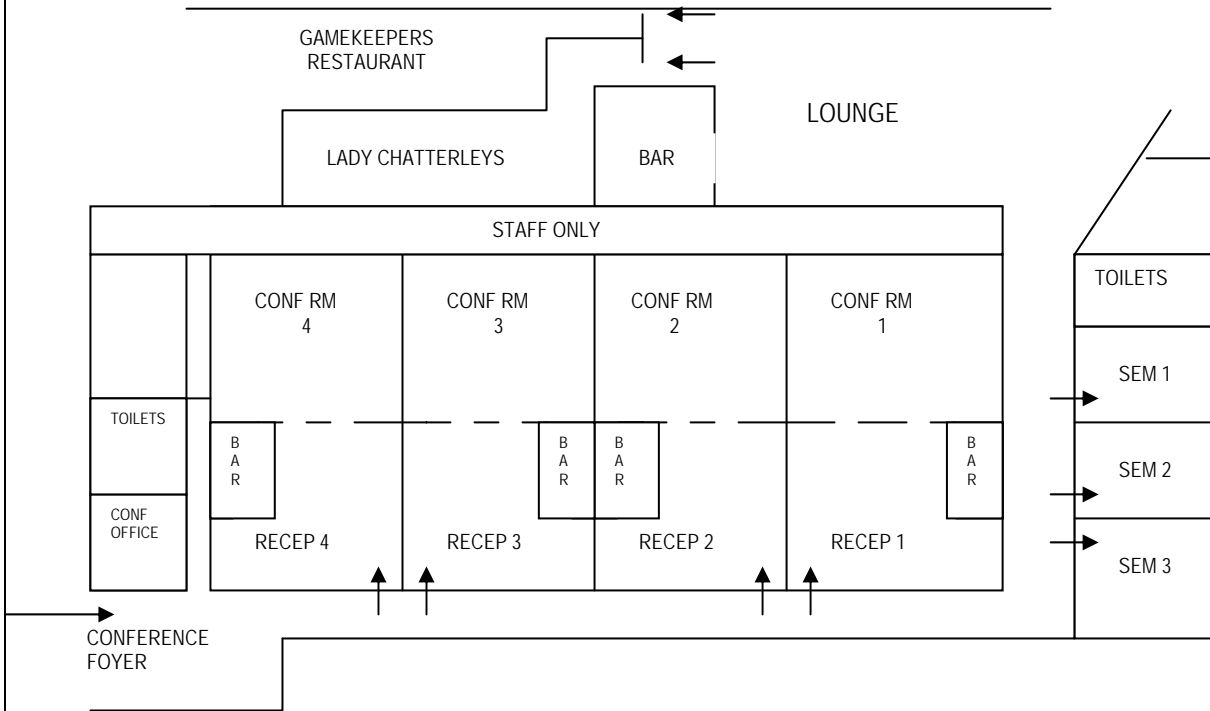 GAMEKEEPERS
RESTAURANT
LOUNGE
LADY CHATTERLEYS
BAR
STAFF ONLY
TOILETS
CONF RM
4
CONF RM
3
CONF RM
2
CONF RM
1
SEM 1
TOILETS
B
A
R
B
A
R
B
A
R
B
A
R
SEM 2
CONF
OFFICE
RECEP 4
RECEP 3
RECEP 2
RECEP 1
SEM 3
CONFERENCE
FOYER